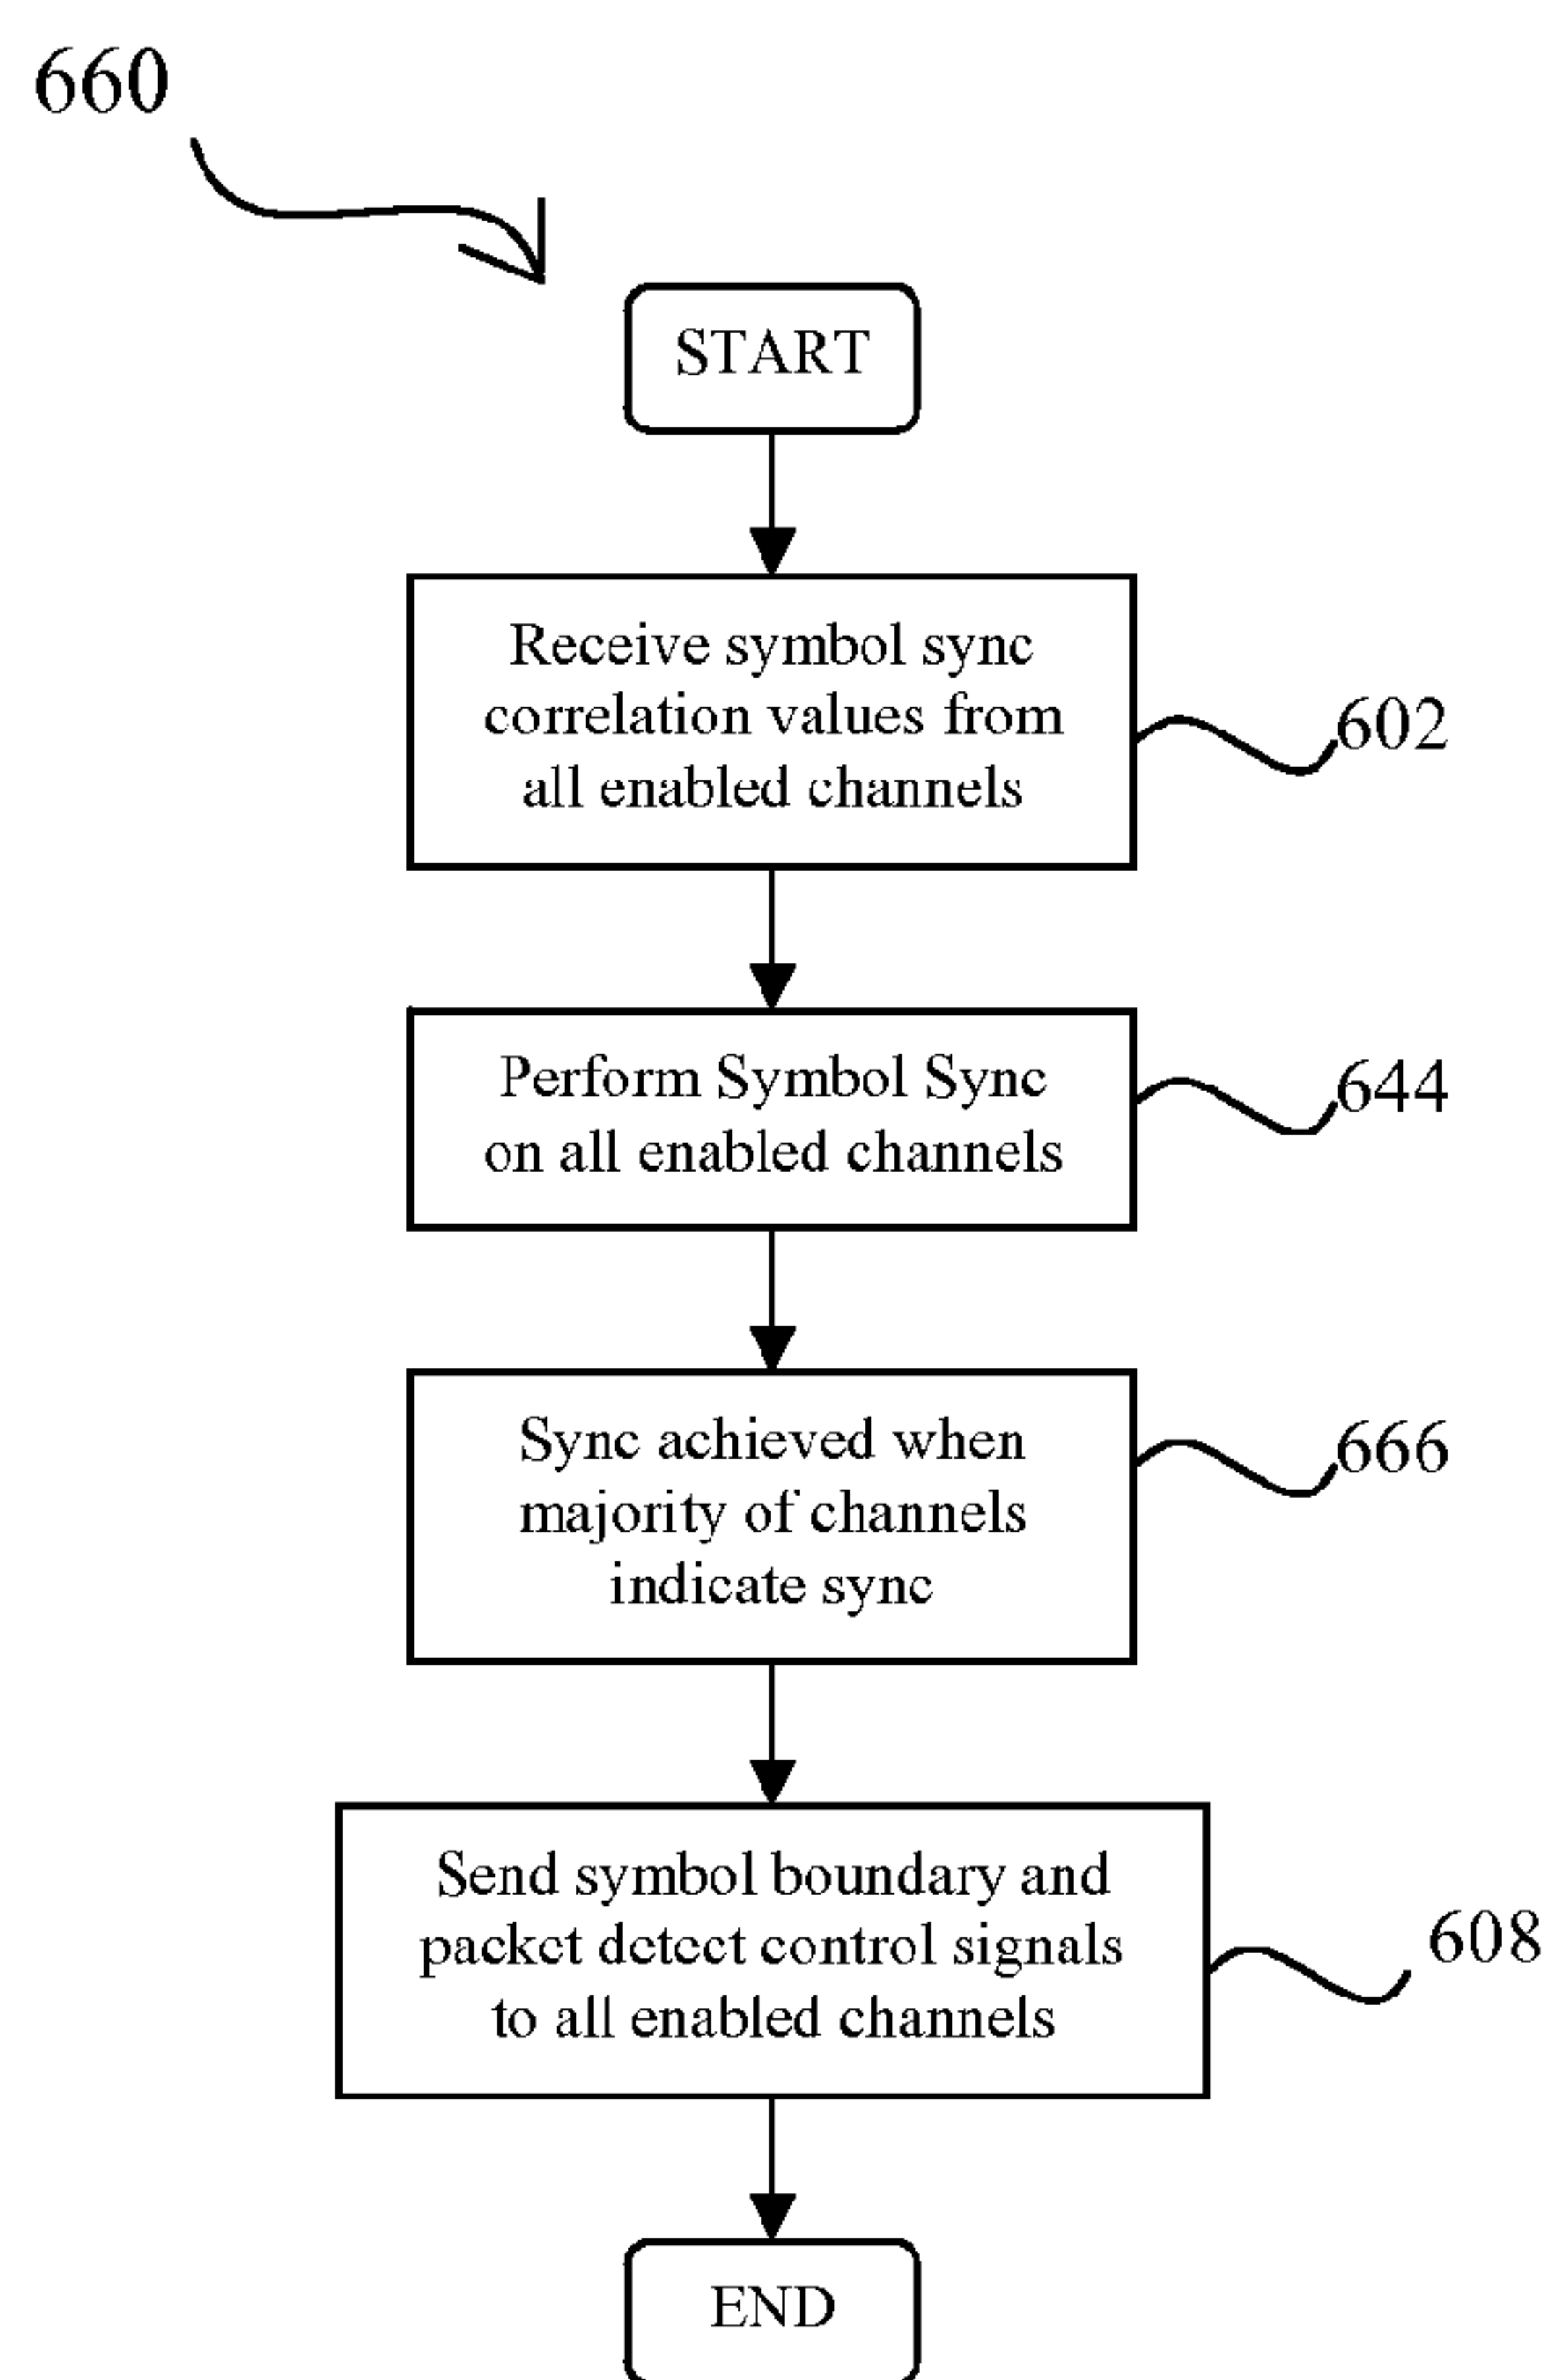 660
START
Receive symbol sync
correlation values from
all enabled channels
602
Perform Symbol Sync
on all enabled channels
644
Sync achieved when
majority of channels
indicate sync
666
Send symbol boundary and
packet detect control signals
to all enabled channels
608
END